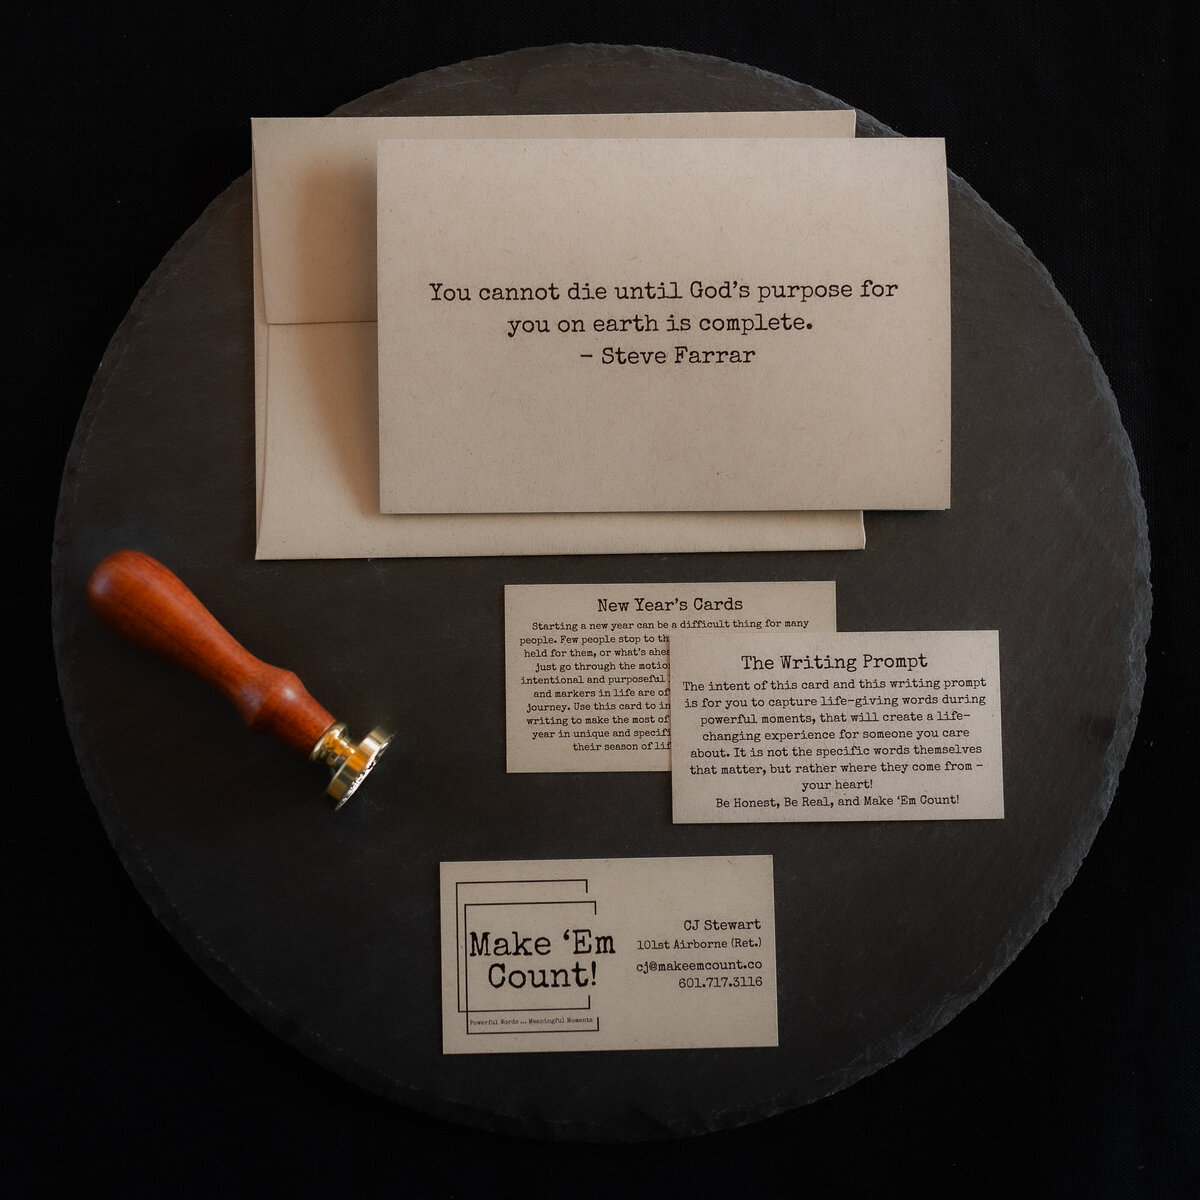 You cannot die until God's purpose for
you on earth is complete.
- Steve Farrar
New Year's Cards
Starting a new year can be a difficult thing for many
people. Few people stop to
held for them, or what's
just go through the
intentional and purposeful
and markers in life are
journey. Use this card to
writing to make the most of
year in unique and
their season of
The Writing Prompt
The intent of this card and this writing prompt
is for you to capture life-giving words during
powerful moments, that will create a life-
changing experience for someone you care
about. It is not the specific words themselves
that matter, but rather where they come from -
your heart!
Be Honest, Be Real, and Make 'Em Count!
Make 'Em
Count!
Powerful Words ... Meaningful Moments
CJ Stewart
101st Airborne (Ret.)
cj@makeemcount.co
601.717.3116